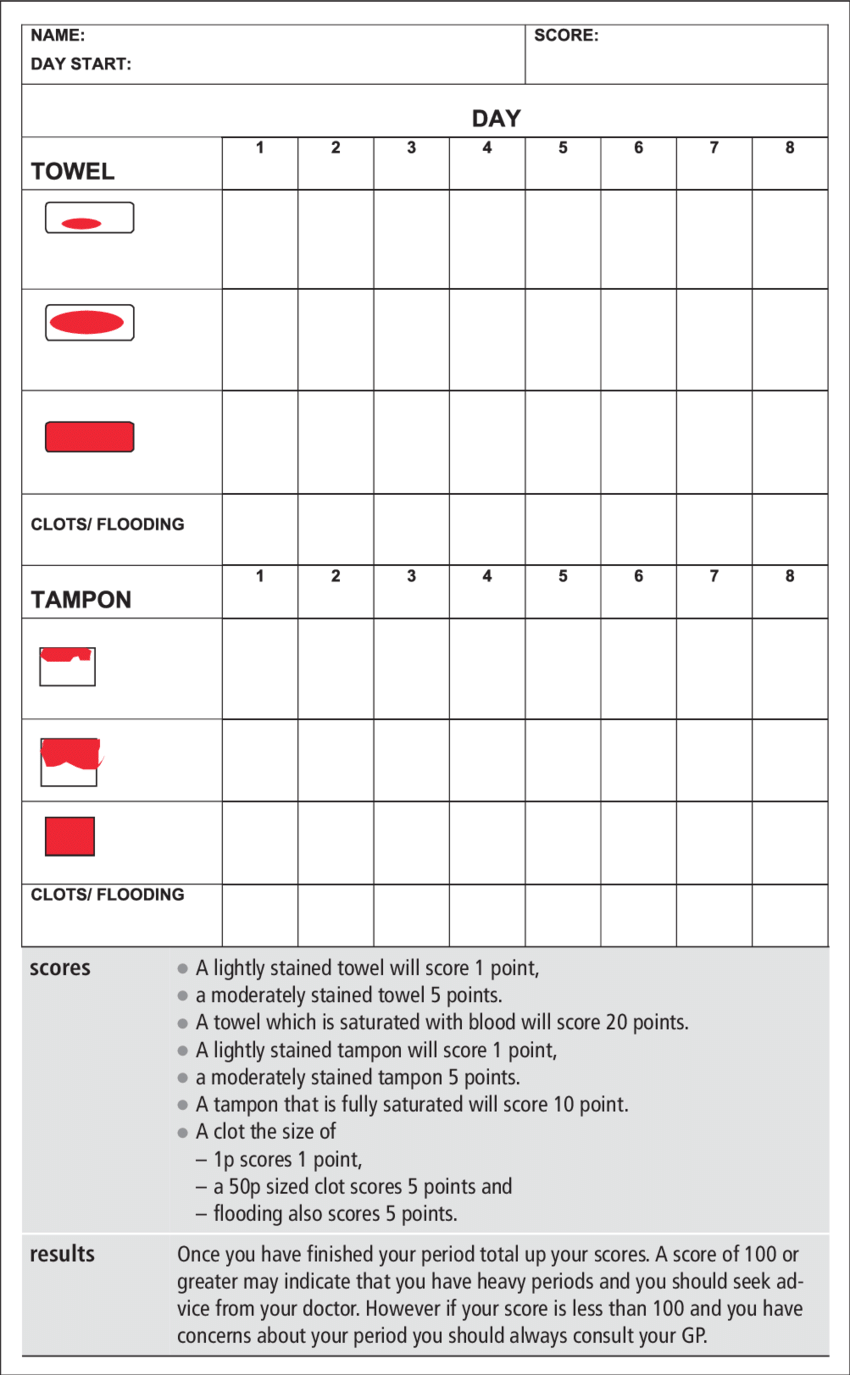 NAME:
SCORE:
DAY START:
DAY
TOWEL
1 2 3 4 5 6 7 8
CLOTS/ FLOODING
TAMPON
1 2 3 4 5 6 7 8
CLOTS/ FLOODING
scores
● A lightly stained towel will score 1 point,
● a moderately stained towel 5 points.
● A towel which is saturated with blood will score 20 points.
● A lightly stained tampon will score 1 point,
● a moderately stained tampon 5 points.
● A tampon that is fully saturated will score 10 point.
● A clot the size of
– 1p scores 1 point,
– a 50p sized clot scores 5 points and
– flooding also scores 5 points.
results
Once you have finished your period total up your scores. A score of 100 or
greater may indicate that you have heavy periods and you should seek ad-
vice from your doctor. However if your score is less than 100 and you have
concerns about your period you should always consult your GP.